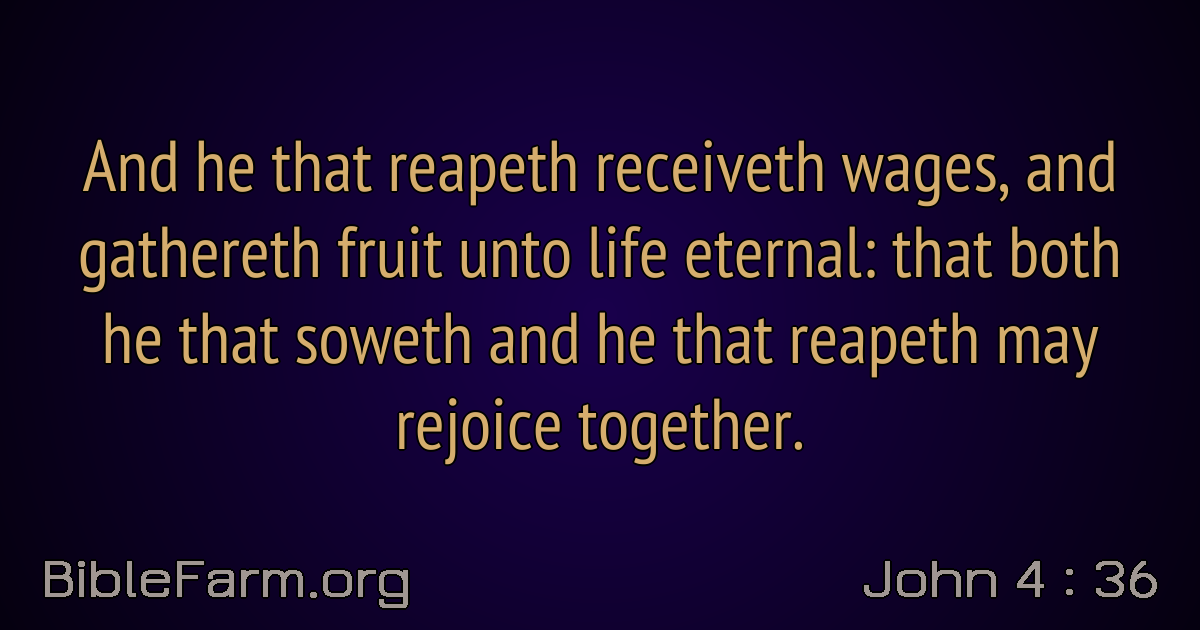 And he that reapeth receiveth wages, and
gathereth fruit unto life eternal: that both
he that soweth and he that reapeth may
rejoice together.
BibleFarm.org
John 4 : 36